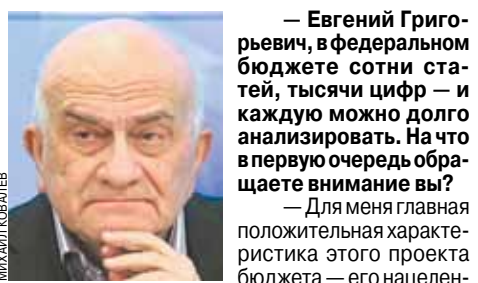 МИХАИЛ КОВАЛЕВ
— Евгений Григо-
рьевич, в федеральном
бюджете сотни ста-
тей, тысячи цифр — и
каждую можно долго
анализировать. На что
в первую очередь обра-
щаете внимание вы?
— Для меня главная
положительная характе-
ристика этого проекта
бюджета — его нацелен-